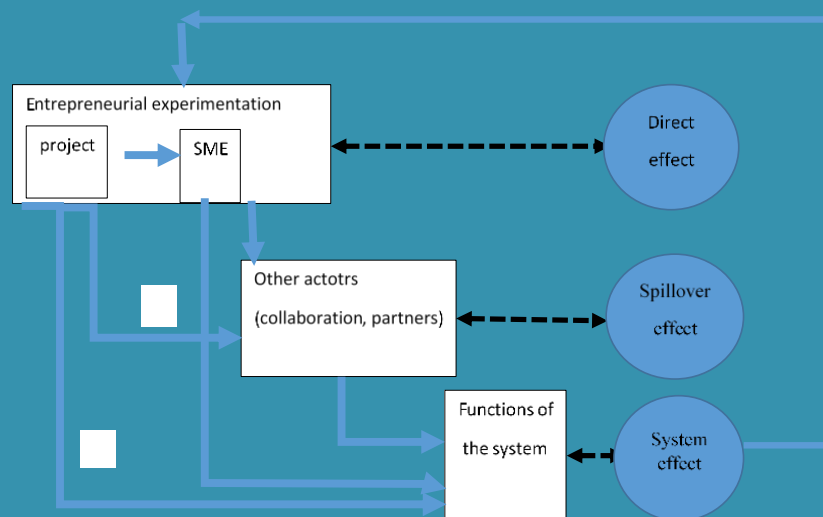 Entrepreneurial experimentation
project
SME
Direct
effect
Other actotrs
(collaboration, partners)
Spillover
effect
Functions of
the system
System
effect